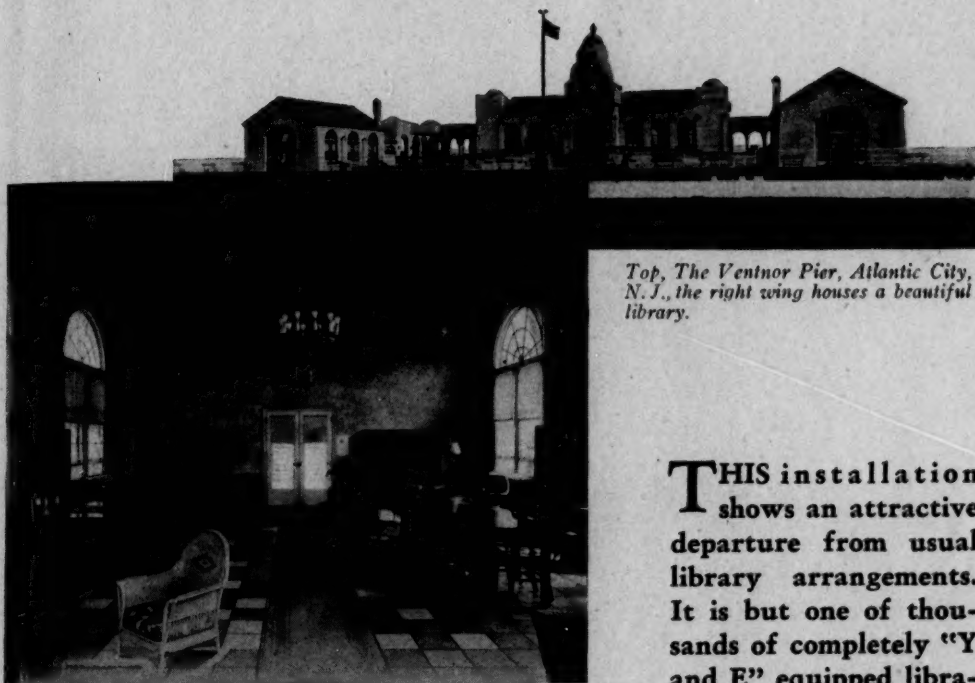 Top, The Ventnor Pier, Atlantic City,
N. J., the right wing houses a beautiful
library.
THIS installation
shows an attractive
departure from usual
library arrangements.
It is but one of thou-
sands of completely “Y
and E” equipped libra-